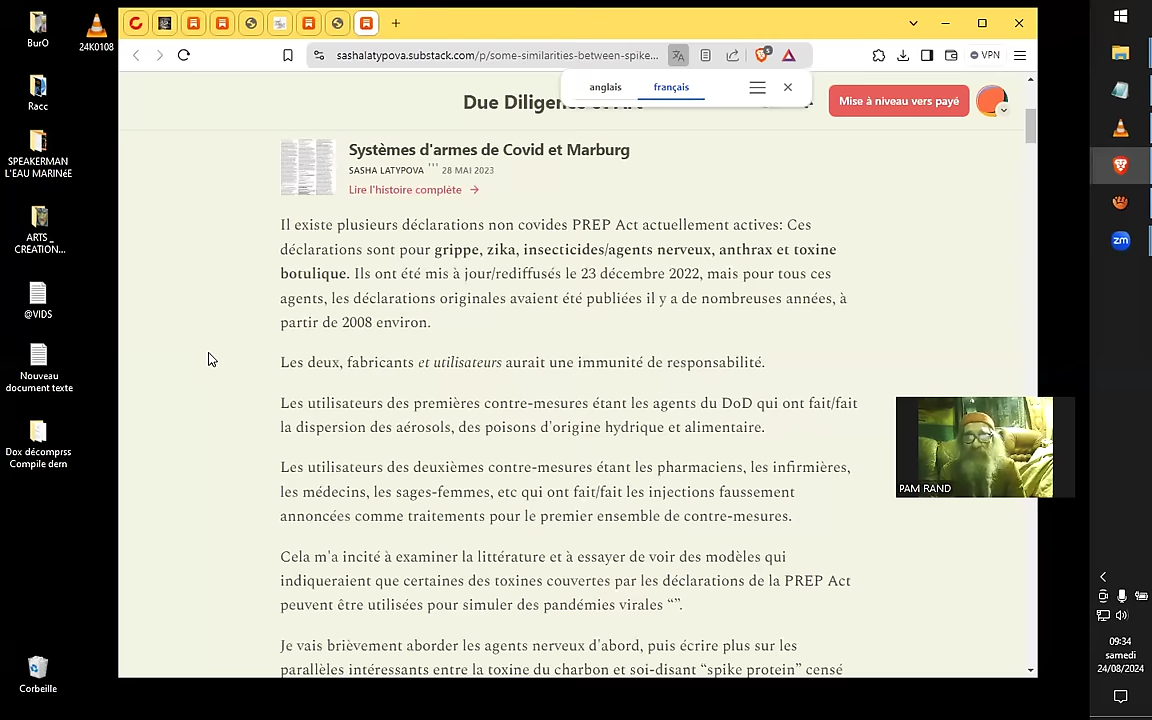 BurO
24K0108
Racc
SPEAKERMAN
L'EAU MARINéE
ARTS _
CREATION...
@VIDS
Nouveau
document texte
Dox décomprss
Compile dern
Corbeille
sashalatypova.substack.com/p/some-similarities-between-spike...
5
VPN
anglais
français
Due Diligence
Mise à niveau vers payé
Systèmes d'armes de Covid et Marburg
SASHA LATYPOVA
28 MAI 2023
Lire l'histoire complète →
Il existe plusieurs déclarations non covides PREP Act actuellement actives: Ces
déclarations sont pour grippe, zika, insecticides/agents nerveux, anthrax et toxine
botulique. Ils ont été mis à jour/rediffusés le 23 décembre 2022, mais pour tous ces
agents, les déclarations originales avaient été publiées il y a de nombreuses années, à
partir de 2008 environ.
Les deux, fabricants et utilisateurs aurait une immunité de responsabilité.
Les utilisateurs des premières contre-mesures étant les agents du DoD qui ont fait/fait
la dispersion des aérosols, des poisons d'origine hydrique et alimentaire.
Les utilisateurs des deuxièmes contre-mesures étant les pharmaciens, les infirmières,
les médecins, les sages-femmes, etc qui ont fait/fait les injections faussement
annoncées comme traitements pour le premier ensemble de contre-mesures.
Cela m'a incité à examiner la littérature et à essayer de voir des modèles qui
indiqueraient que certaines des toxines couvertes par les déclarations de la PREP Act
peuvent être utilisées pour simuler des pandémies virales “”.
Je vais brièvement aborder les agents nerveux d'abord, puis écrire plus sur les
parallèles intéressants entre la toxine du charbon et soi-disant “spike protein” censé
PAM RAND
zm
09:34
samedi
24/08/2024